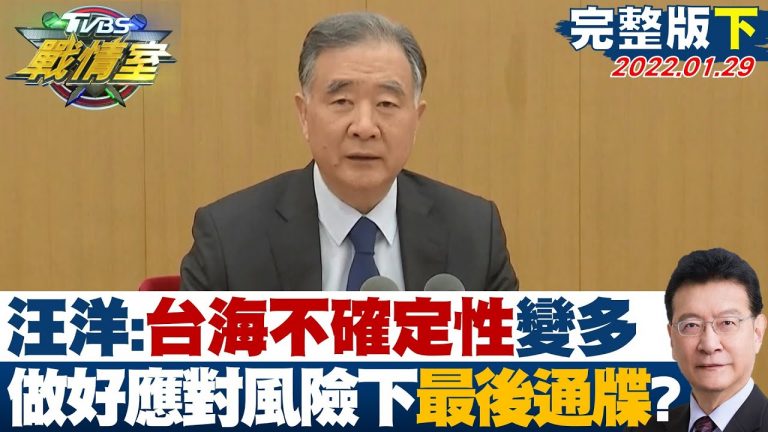 TVBS
戰情室
完整版下
2022.01.29
汪洋:台海不確定性變多
做好應對風險下最後通牒?